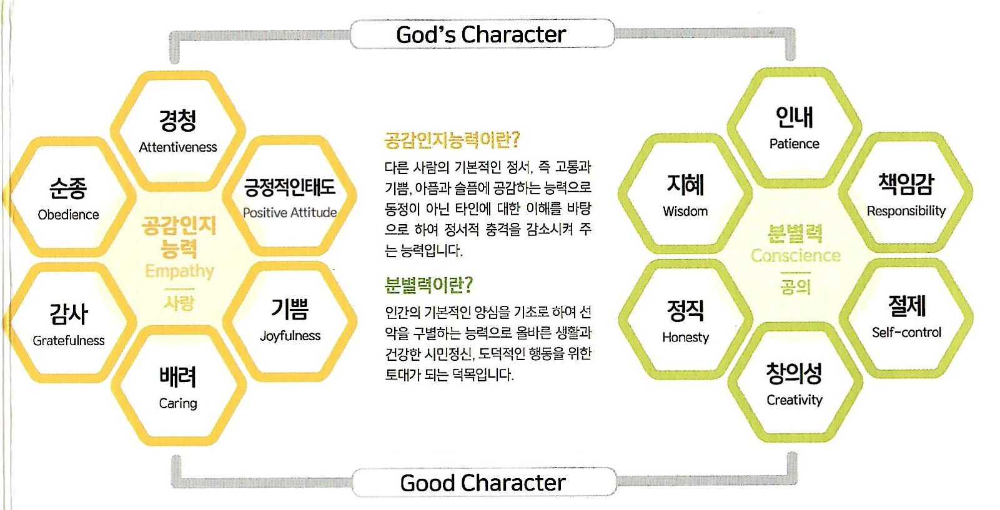 God's Character
경청
Attentiveness
순종
Obedience
긍정적인태도
Positive Attitude
공감인지
능력
Empathy
사랑
감사
Gratefulness
기쁨
Joyfulness
배려
Caring
공감인지능력이란?
다른 사람의 기본적인 정서, 즉 고통과
기쁨, 아픔과 슬픔에 공감하는 능력으로
동정이 아닌 타인에 대한 이해를 바탕
으로 하여 정서적 충격을 감소시켜 주
는 능력입니다.
분별력이란?
인간의 기본적인 양심을 기초로 하여 선
악을 구별하는 능력으로 올바른 생활과
건강한 시민정신, 도덕적인 행동을 위한
토대가 되는 덕목입니다.
인내
Patience
지혜
Wisdom
책임감
Responsibility
분별력
Conscience
공의
정직
Honesty
절제
Self-control
창의성
Creativity
Good Character